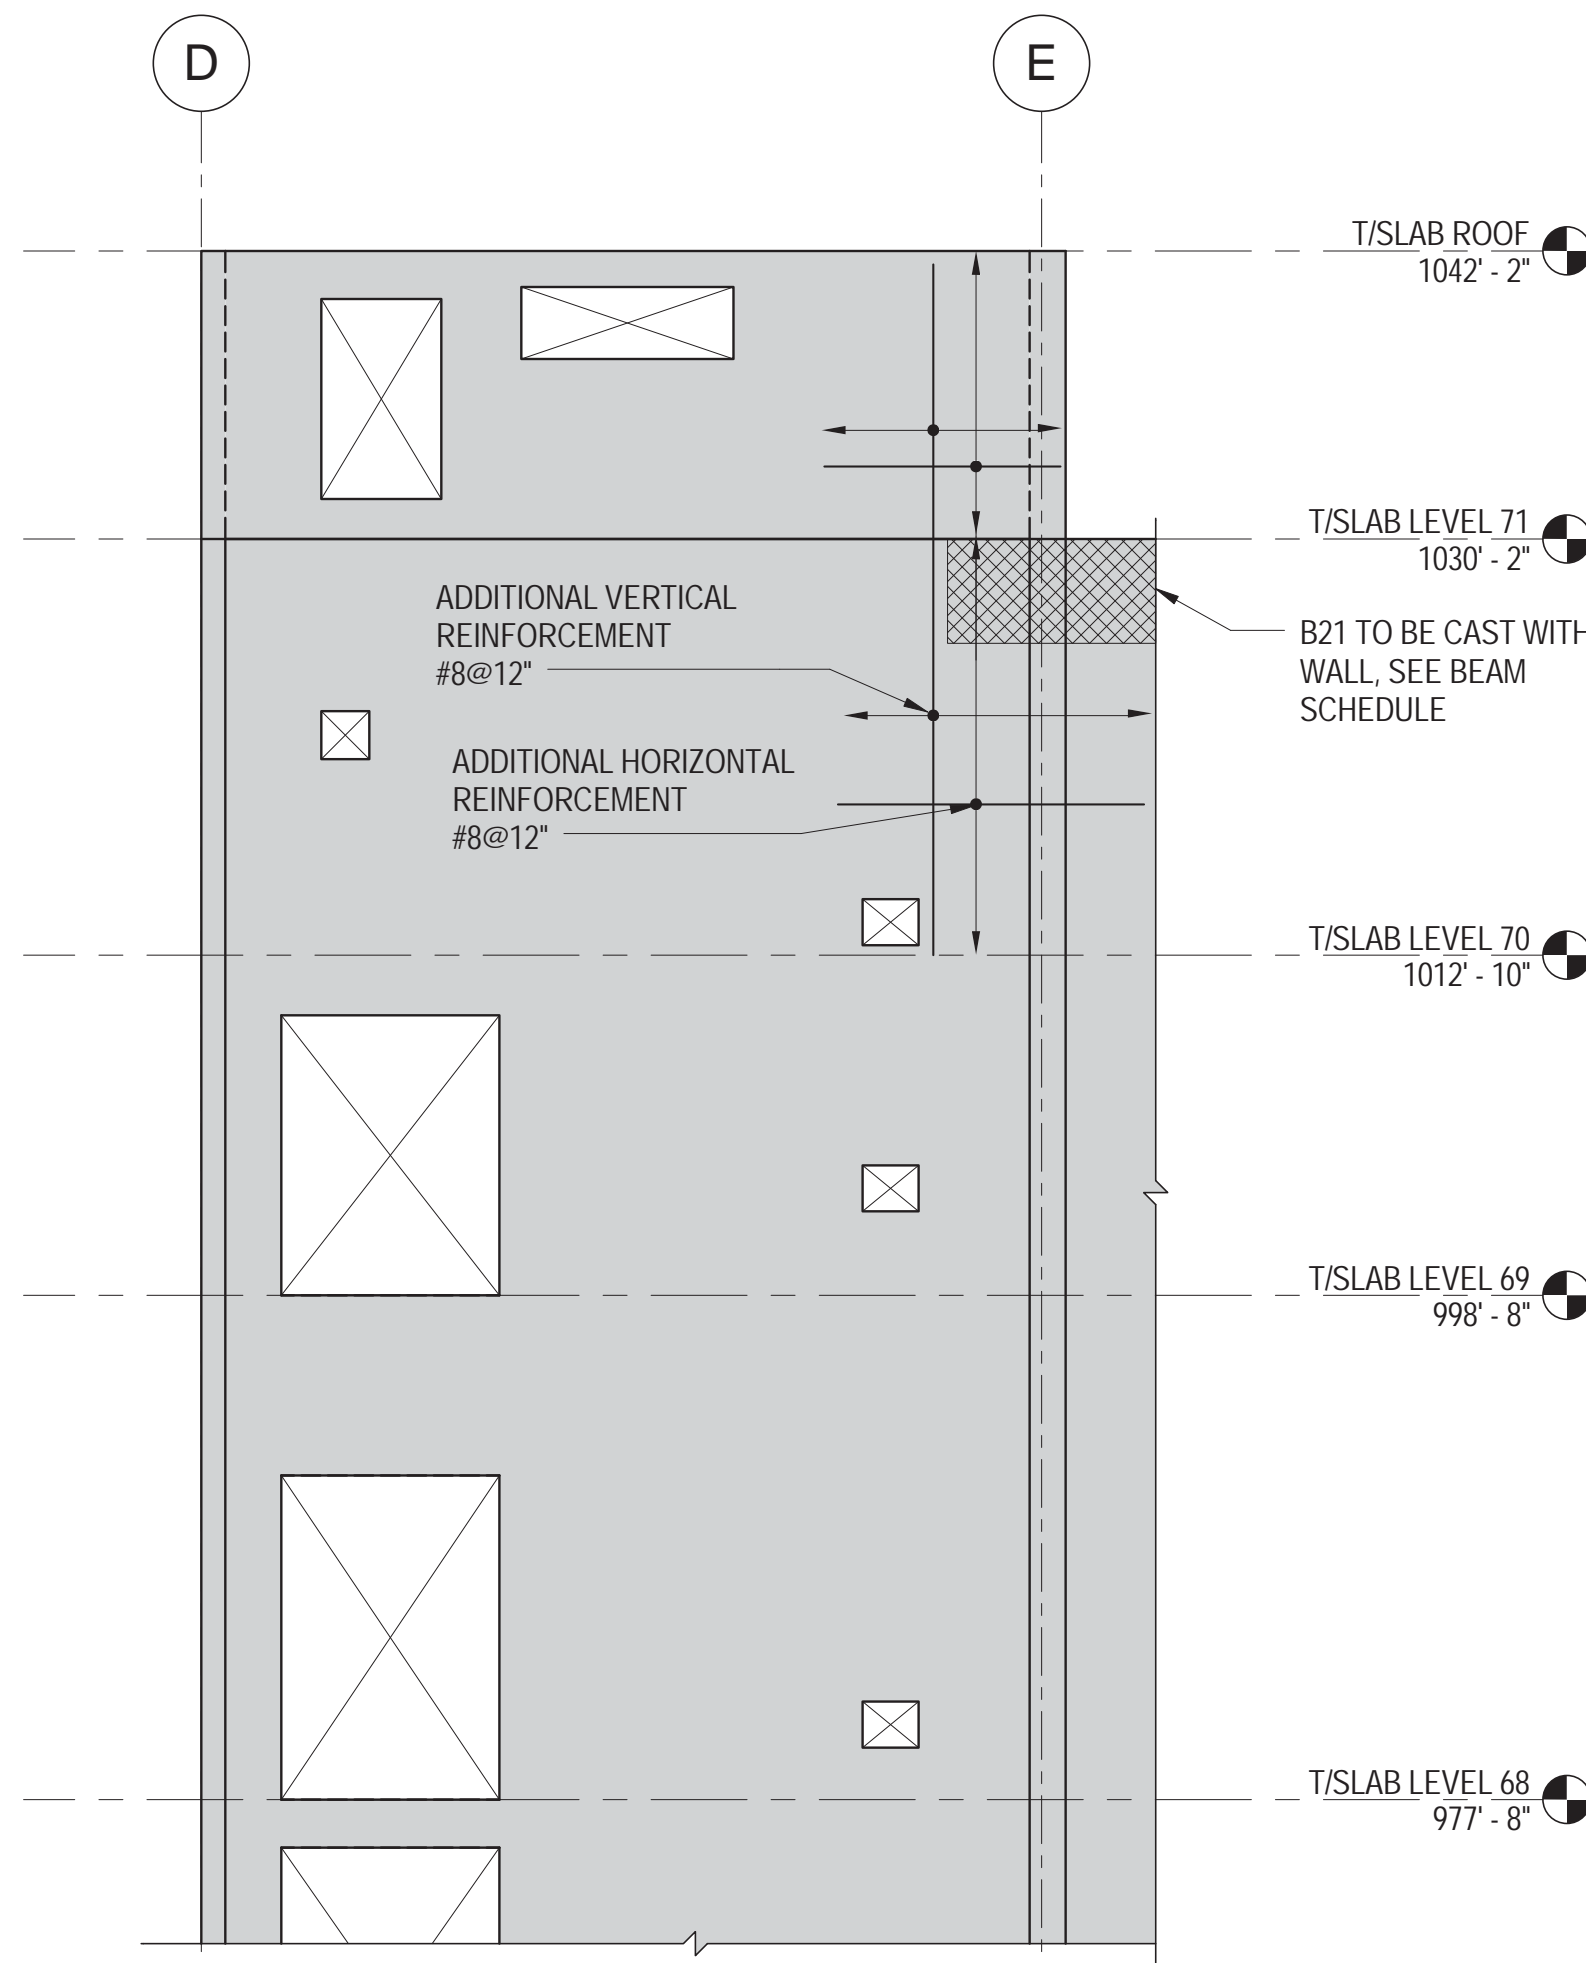 D
E
T/SLAB ROOF
1042' - 2"
T/SLAB LEVEL 71
1030' - 2"
ADDITIONAL VERTICAL
REINFORCEMENT
#8@12"
B21 TO BE CAST WITH
WALL, SEE BEAM
SCHEDULE
ADDITIONAL HORIZONTAL
REINFORCEMENT
#8@12"
T/SLAB LEVEL 70
1012' - 10"
T/SLAB LEVEL 69
998' - 8"
T/SLAB LEVEL 68
977' - 8"